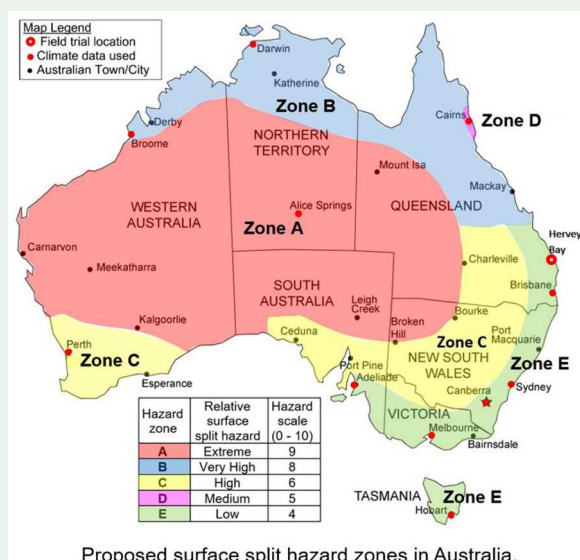 Map Legend
Field trial location
Climate data used
Australian Town/City
Darwin
Katherine
Zone B
Derby
Broome
Cairns
Zone D
NORTHERN
TERRITORY
Mount Isa
Mackay
WESTERN
AUSTRALIA
Alice Springs
QUEENSLAND
Zone A
Hervey
Bay
Carnarvon
Meekatharra
Charleville
SOUTH
AUSTRALIA
Brisbane
Leigh
Creek
Bourke
Kalgoorlie
Ceduna
Broken
Hill
Port
Macquarie
Perth
Zone C
Zone C
NEW SOUTH
WALES
Zone E
Esperance
Port Pine
Adeliade
Canberra
Sydney
VICTORIA
Melbourne
Bairnsdale
Hazard
zone
Relative
surface
split hazard
Hazard
scale
(0 - 10)
A Extreme 9
B Very High 8
C High 6
D Medium 5
E Low 4
TASMANIA
Zone E
Hobart
Proposed surface split hazard zones in Australia.